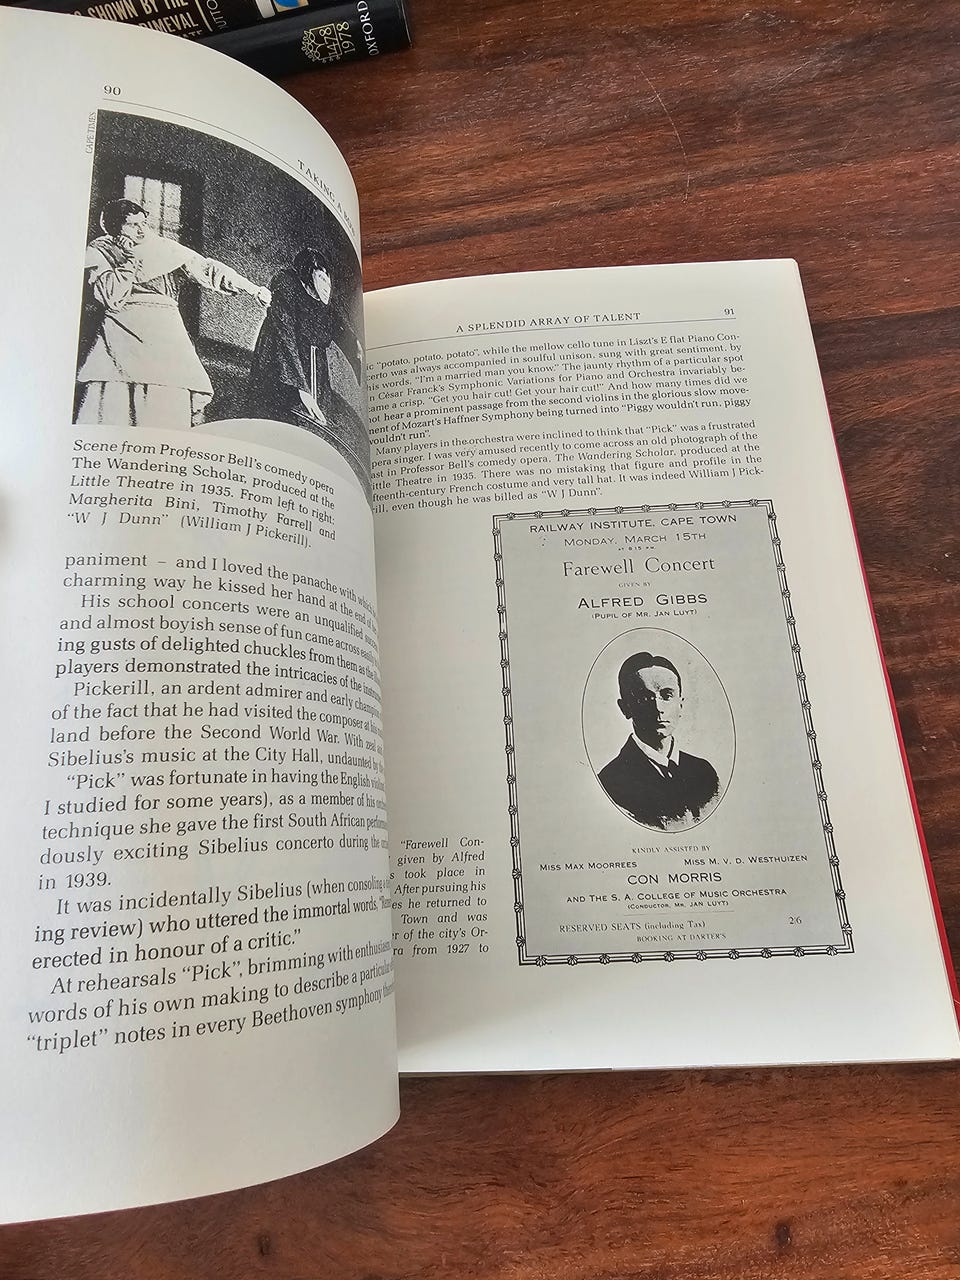 S SHOWN BY THE
1478
1978
OXFORD
90
CAPE TIMES
TAKING A
Scene from Professor Bell's comedy opera
The Wandering Scholar, produced at the
Little Theatre in 1935. From left to right:
Margherita Bini, Timothy Farrell and
"W J Dunn" (William J Pickerill).
paniment – and I loved the panache with
charming way he kissed her hand at the end of
His school concerts were an unqualified
and almost boyish sense of fun came across
ing gusts of delighted chuckles from them as the
players demonstrated the intricacies of the
Pickerill, an ardent admirer and early
of the fact that he had visited the composer at his
land before the Second World War. With
Sibelius's music at the City Hall, undaunted by
"Pick" was fortunate in having the English
I studied for some years), as a member of his
technique she gave the first South African
dously exciting Sibelius concerto during the
in 1939.
It was incidentally Sibelius (when consoling
ing review) who uttered the immortal words,
erected in honour of a critic."
At rehearsals "Pick", brimming with enthusiasm
words of his own making to describe a particular
"triplet" notes in every Beethoven symphony
A SPLENDID ARRAY OF TALENT
91
"potato, potato, potato", while the mellow cello tune in Liszt's E flat Piano Con-
certo was always accompanied in soulful unison, sung with great sentiment, by
his words, "I'm a married man you know." The jaunty rhythm of a particular spot
in César Franck's Symphonic Variations for Piano and Orchestra invariably be-
came a crisp, "Get you hair cut! Get your hair cut!" And how many times did we
not hear a prominent passage from the second violins in the glorious slow move-
ment of Mozart's Haffner Symphony being turned into "Piggy wouldn't run, piggy
wouldn't run".
Many players in the orchestra were inclined to think that "Pick" was a frustrated
opera singer. I was very amused recently to come across an old photograph of the
cast in Professor Bell's comedy opera, The Wandering Scholar, produced at the
Little Theatre in 1935. There was no mistaking that figure and profile in the
fifteenth-century French costume and very tall hat. It was indeed William J Pick-
erill, even though he was billed as "W J Dunn".
RAILWAY INSTITUTE, CAPE TOWN
MONDAY, MARCH 15TH
AT 8.15 P.M.
Farewell Concert
GIVEN BY
ALFRED GIBBS
(PUPIL OF MR. JAN LUYT)
KINDLY ASSISTED BY
MISS MAX MOORREES MISS M. V. D. WESTHUIZEN
CON MORRIS
AND THE S. A. COLLEGE OF MUSIC ORCHESTRA
(CONDUCTOR, MR. JAN LUYT)
RESERVED SEATS (including Tax) 2/6
BOOKING AT DARTER'S
"Farewell Con-
given by Alfred
took place in
After pursuing his
he returned to
Town and was
of the city's Or-
from 1927 to